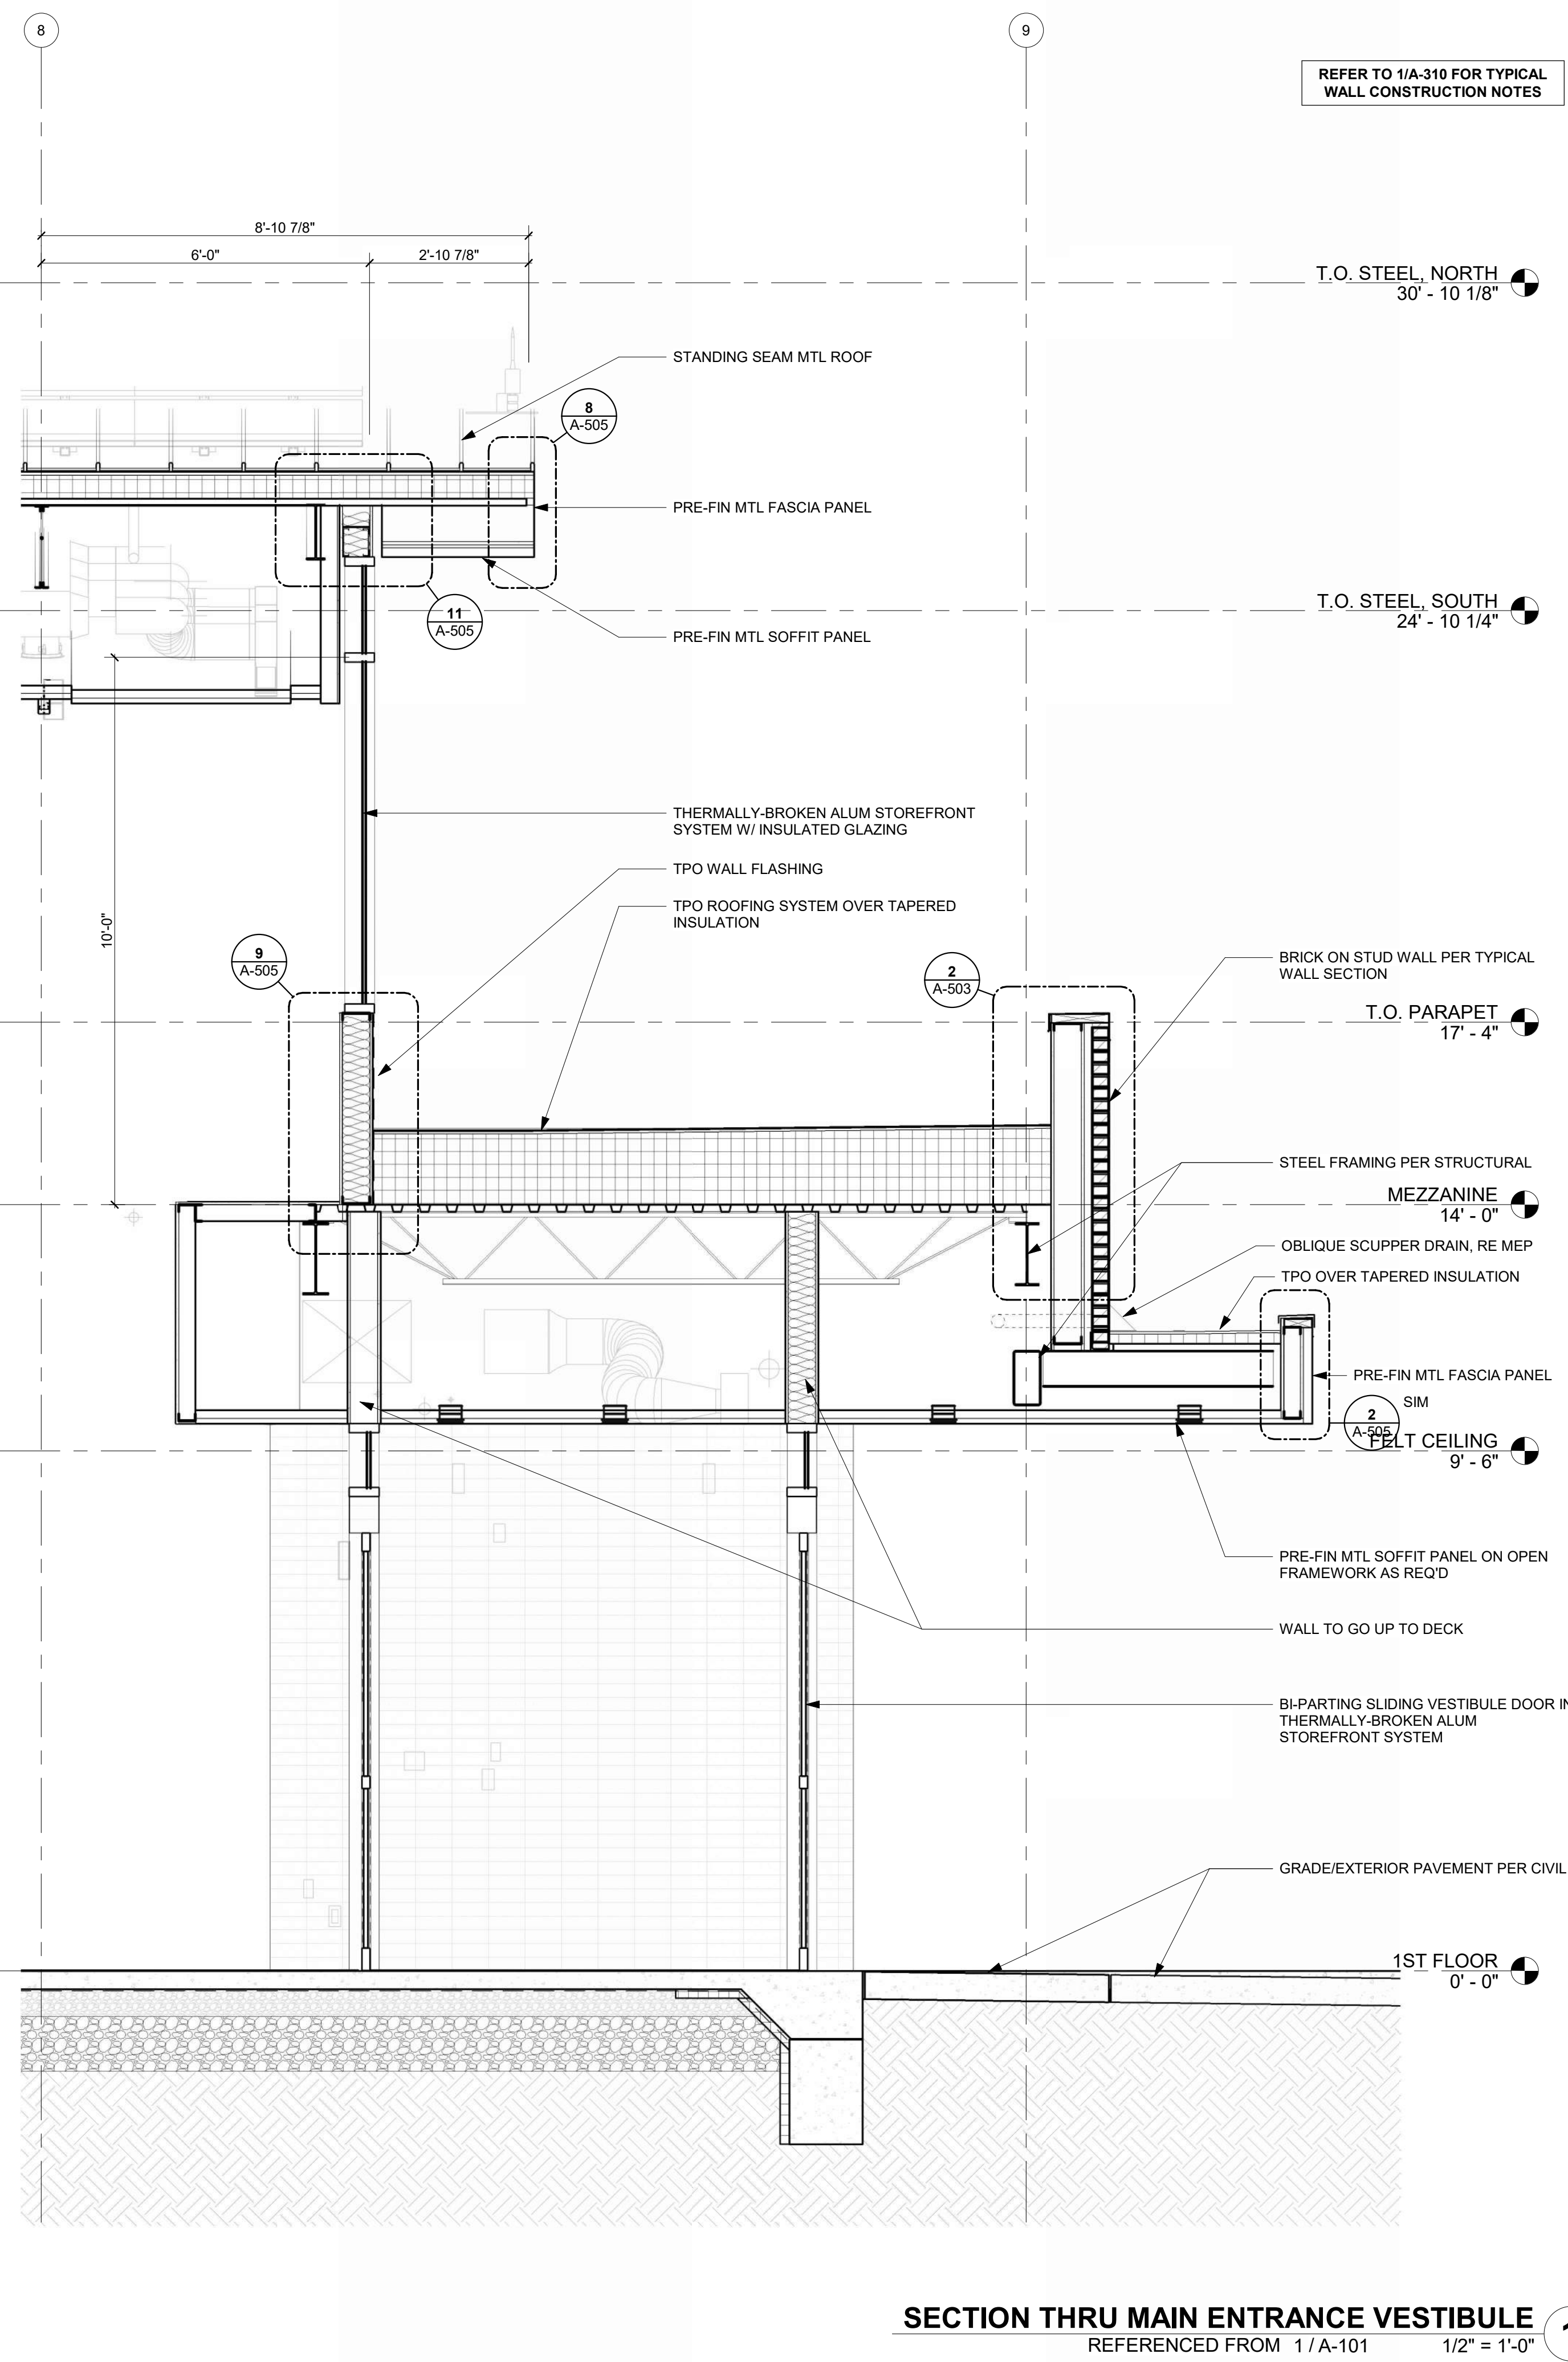 8
9
REFER TO 1/A-310 FOR TYPICAL
WALL CONSTRUCTION NOTES
8'-10 7/8"
6'-0"
2'-10 7/8"
T.O. STEEL, NORTH
30' - 10 1/8"
STANDING SEAM MTL ROOF
8
A-505
PRE-FIN MTL FASCIA PANEL
T.O. STEEL, SOUTH
24' - 10 1/4"
11
A-505
PRE-FIN MTL SOFFIT PANEL
THERMALLY-BROKEN ALUM STOREFRONT
SYSTEM W/ INSULATED GLAZING
TPO WALL FLASHING
TPO ROOFING SYSTEM OVER TAPERED
INSULATION
10'-0"
9
A-505
2
A-503
BRICK ON STUD WALL PER TYPICAL
WALL SECTION
T.O. PARAPET
17' - 4"
STEEL FRAMING PER STRUCTURAL
MEZZANINE
14' - 0"
OBLIQUE SCUPPER DRAIN, RE MEP
TPO OVER TAPERED INSULATION
PRE-FIN MTL FASCIA PANEL
SIM
2
A-505
FELT CEILING
9' - 6"
PRE-FIN MTL SOFFIT PANEL ON OPEN
FRAMEWORK AS REQ'D
WALL TO GO UP TO DECK
BI-PARTING SLIDING VESTIBULE DOOR IN
THERMALLY-BROKEN ALUM
STOREFRONT SYSTEM
GRADE/EXTERIOR PAVEMENT PER CIVIL
1ST FLOOR
0' - 0"
SECTION THRU MAIN ENTRANCE VESTIBULE
REFERENCED FROM 1 / A-101
1/2" = 1'-0"